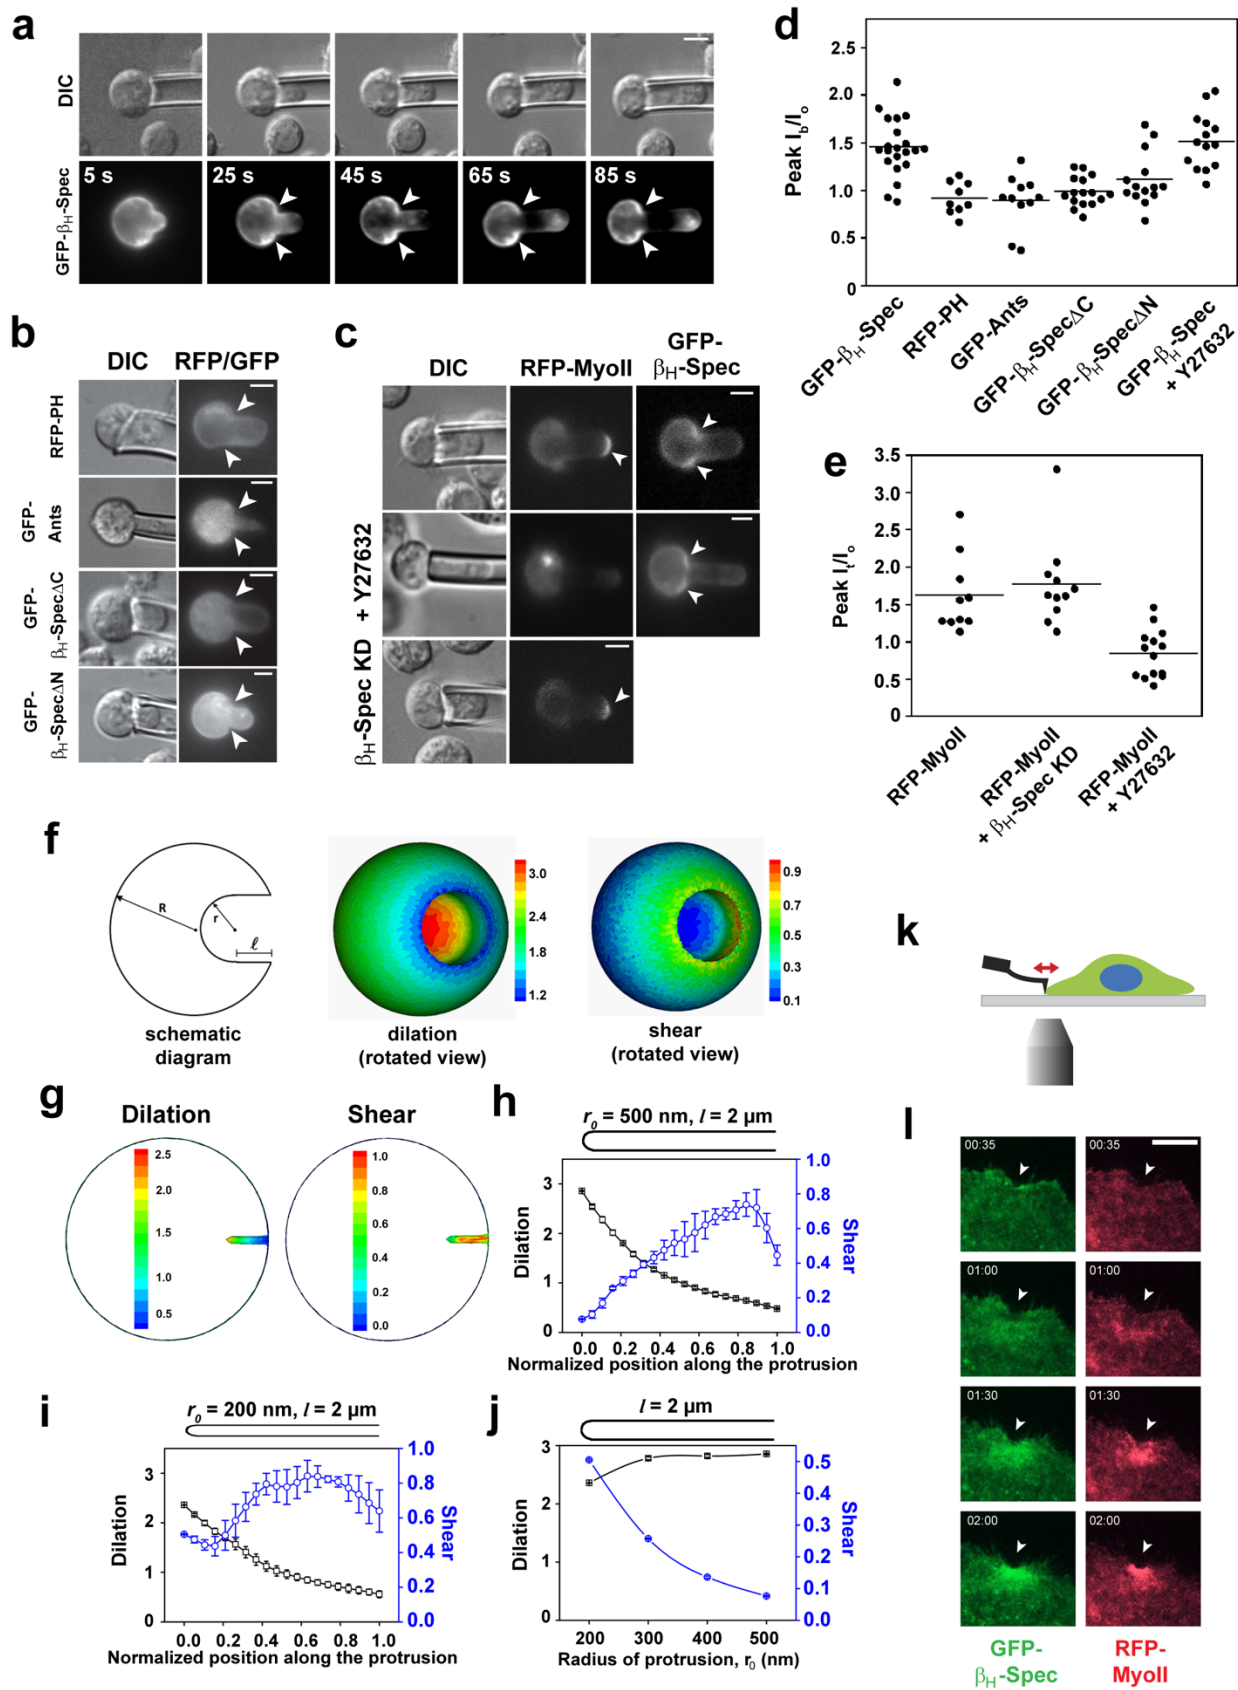 a
DIC
GFP-βH-Spec
5 s
25 s
45 s
65 s
85 s
b
DIC
RFP/GFP
RFP-PH
GFP-
Ants
GFP-
βH-SpecΔC
GFP-
βH-SpecΔN
c
DIC
RFP-MyoII
GFP-
βH-Spec
+ Y27632
βH-Spec KD
d
Peak Ib/Io
2.5
2.0
1.5
1.0
0.5
0
GFP-βH-Spec
RFP-PH
GFP-Ants
GFP-βH-SpecΔC
GFP-βH-SpecΔN
GFP-βH-Spec
+ Y27632
e
Peak It/Io
3.5
3.0
2.5
2.0
1.5
1.0
0.5
0
RFP-MyoII
RFP-MyoII
+ βH-Spec KD
RFP-MyoII
+ Y27632
f
R
r
ℓ
schematic
diagram
3.0
2.4
1.8
1.2
dilation
(rotated view)
0.9
0.7
0.5
0.3
0.1
shear
(rotated view)
g
Dilation
2.5
2.0
1.5
1.0
0.5
Shear
1.0
0.8
0.6
0.4
0.2
0.0
h
r0 = 500 nm, l = 2 μm
Dilation
3
2
1
0
Shear
1.0
0.8
0.6
0.4
0.2
0.0
0.0 0.2 0.4 0.6 0.8 1.0
Normalized position along the protrusion
i
r0 = 200 nm, l = 2 μm
Dilation
3
2
1
0
Shear
1.0
0.8
0.6
0.4
0.2
0.0
0.0 0.2 0.4 0.6 0.8 1.0
Normalized position along the protrusion
j
l = 2 μm
Dilation
3
2
1
0
Shear
0.5
0.4
0.3
0.2
0.1
0.0
200 300 400 500
Radius of protrusion, r0 (nm)
k
l
00:35
00:35
01:00
01:00
01:30
01:30
02:00
02:00
GFP-
βH-Spec
RFP-
MyoII